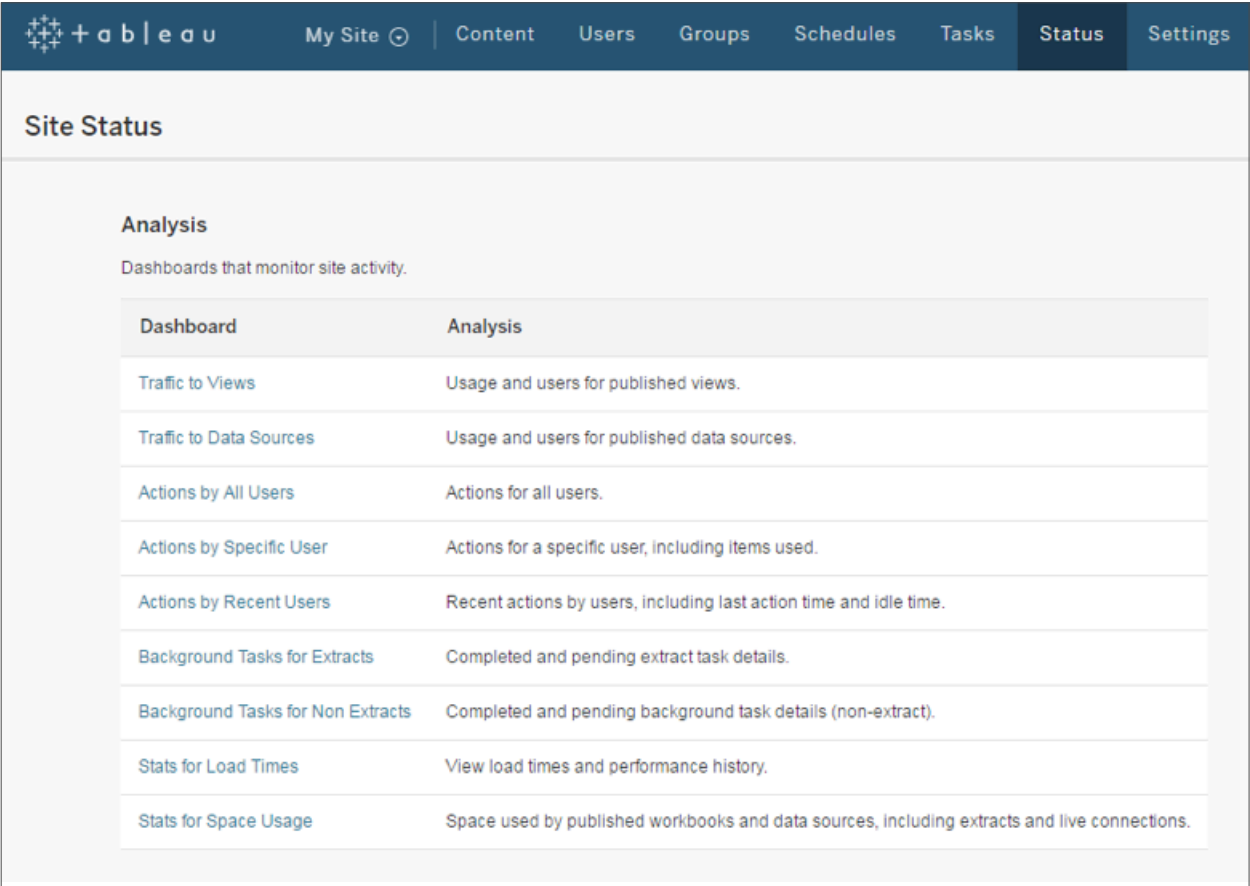 +ableau My Site Content Users Groups Schedules Tasks Status Settings
Site Status
Analysis
Dashboards that monitor site activity.
Dashboard Analysis
Traffic to Views Usage and users for published views.
Traffic to Data Sources Usage and users for published data sources.
Actions by All Users Actions for all users.
Actions by Specific User Actions for a specific user, including items used.
Actions by Recent Users Recent actions by users, including last action time and idle time.
Background Tasks for Extracts Completed and pending extract task details.
Background Tasks for Non Extracts Completed and pending background task details (non-extract).
Stats for Load Times View load times and performance history.
Stats for Space Usage Space used by published workbooks and data sources, including extracts and live connections.